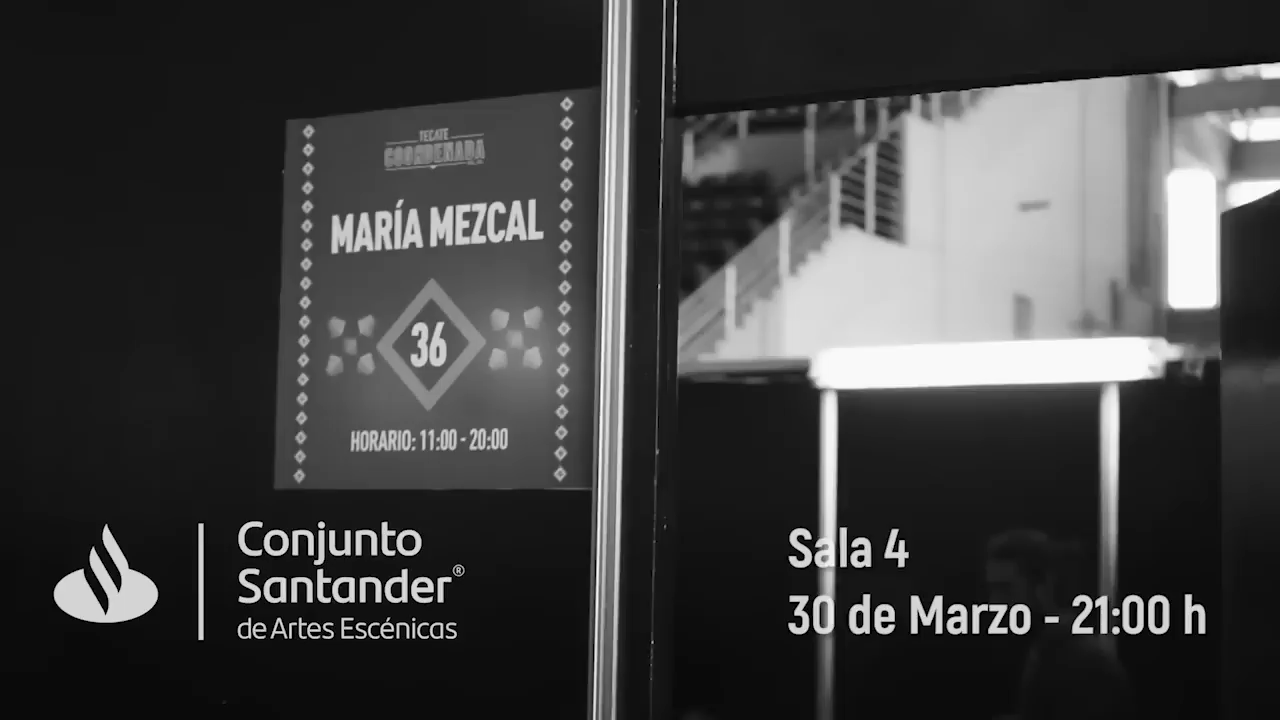 TECATE
COORDENADA
MARÍA MEZCAL
36
HORARIO: 11:00 - 20:00
Conjunto
Santander®
de Artes Escénicas
Sala 4
30 de Marzo - 21:00 h